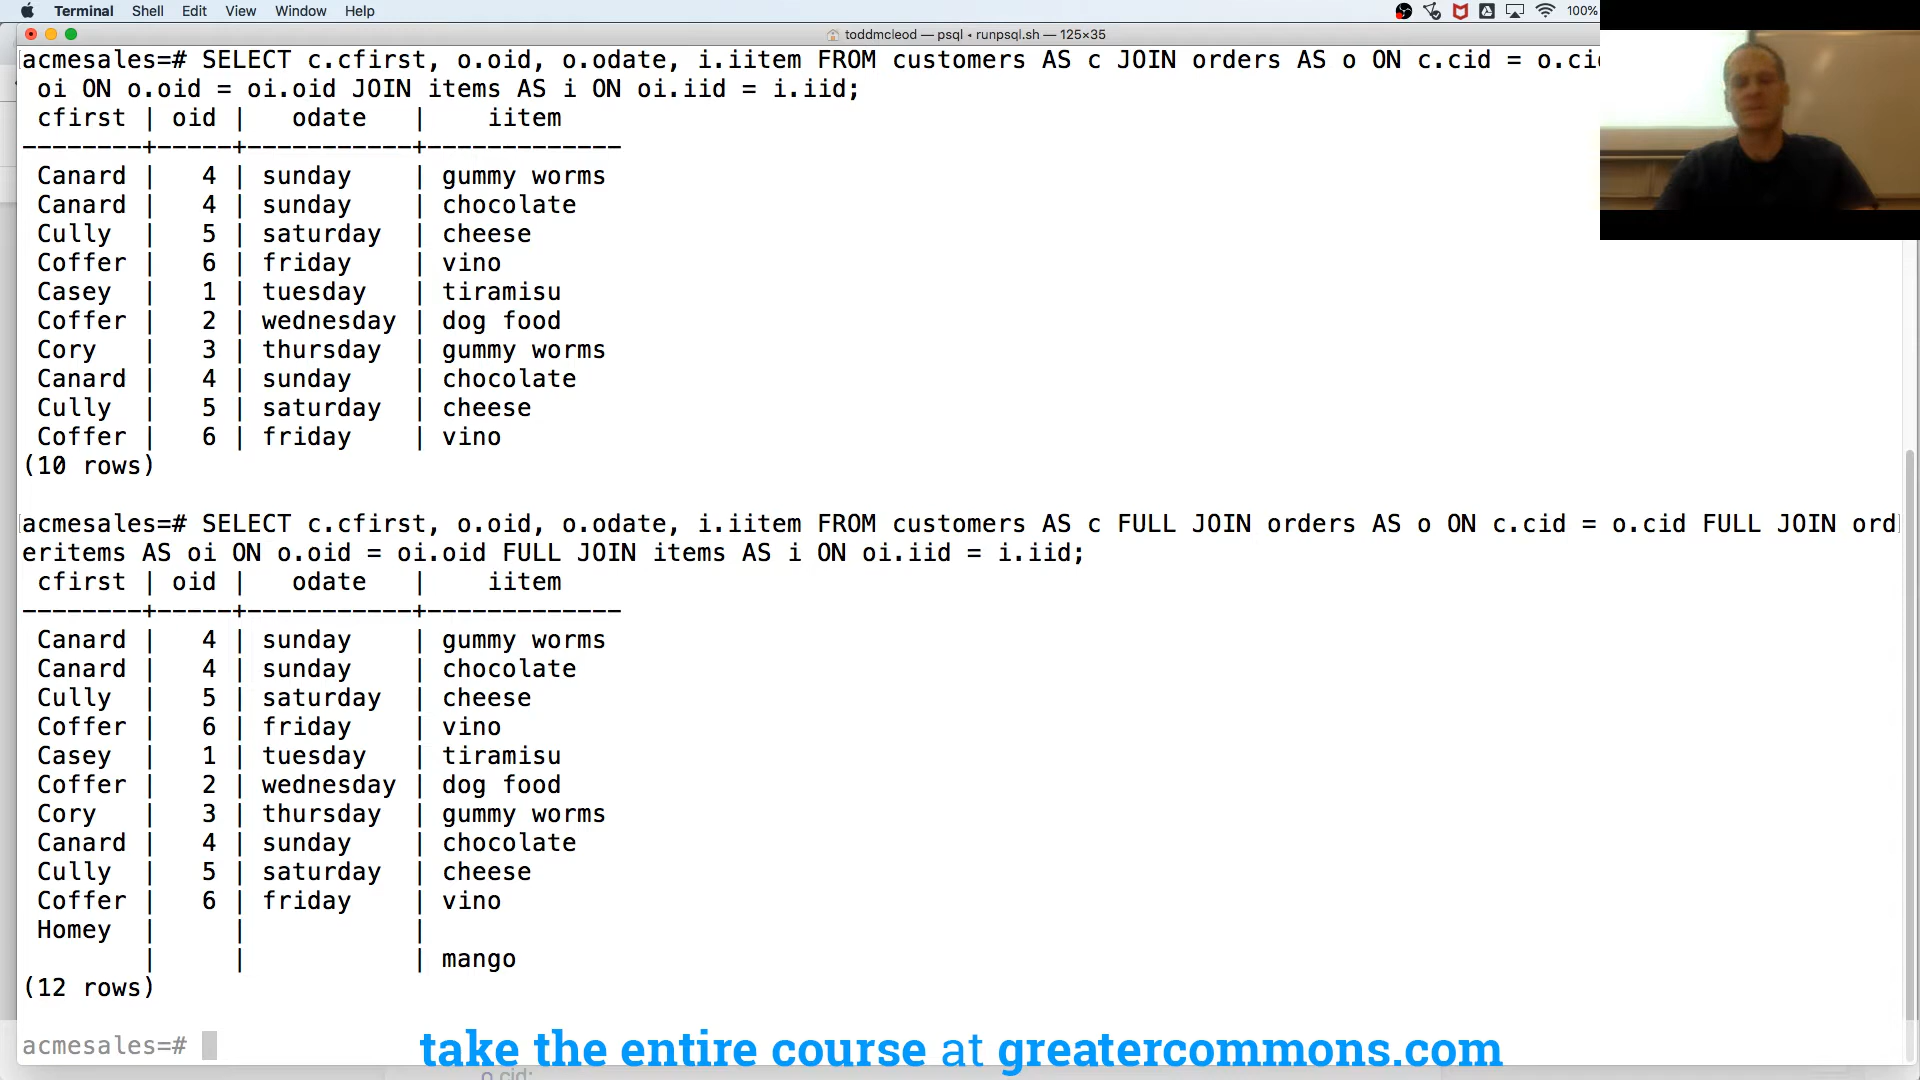 Terminal Shell Edit View Window Help 100%
toddmcleod — psql • runpsql.sh — 125×35
acmesales=# SELECT c.cfirst, o.oid, o.odate, i.iitem FROM customers AS c JOIN orders AS o ON c.cid = o.cid
oi ON o.oid = oi.oid JOIN items AS i ON oi.iid = i.iid;
cfirst | oid | odate | iitem
--------+-----+-----------+-------------
Canard | 4 | sunday | gummy worms
Canard | 4 | sunday | chocolate
Cully | 5 | saturday | cheese
Coffer | 6 | friday | vino
Casey | 1 | tuesday | tiramisu
Coffer | 2 | wednesday | dog food
Cory | 3 | thursday | gummy worms
Canard | 4 | sunday | chocolate
Cully | 5 | saturday | cheese
Coffer | 6 | friday | vino
(10 rows)
acmesales=# SELECT c.cfirst, o.oid, o.odate, i.iitem FROM customers AS c FULL JOIN orders AS o ON c.cid = o.cid FULL JOIN ord
eritems AS oi ON o.oid = oi.oid FULL JOIN items AS i ON oi.iid = i.iid;
cfirst | oid | odate | iitem
--------+-----+-----------+-------------
Canard | 4 | sunday | gummy worms
Canard | 4 | sunday | chocolate
Cully | 5 | saturday | cheese
Coffer | 6 | friday | vino
Casey | 1 | tuesday | tiramisu
Coffer | 2 | wednesday | dog food
Cory | 3 | thursday | gummy worms
Canard | 4 | sunday | chocolate
Cully | 5 | saturday | cheese
Coffer | 6 | friday | vino
Homey | | |
| | | mango
(12 rows)
acmesales=#
take the entire course at greatercommons.com